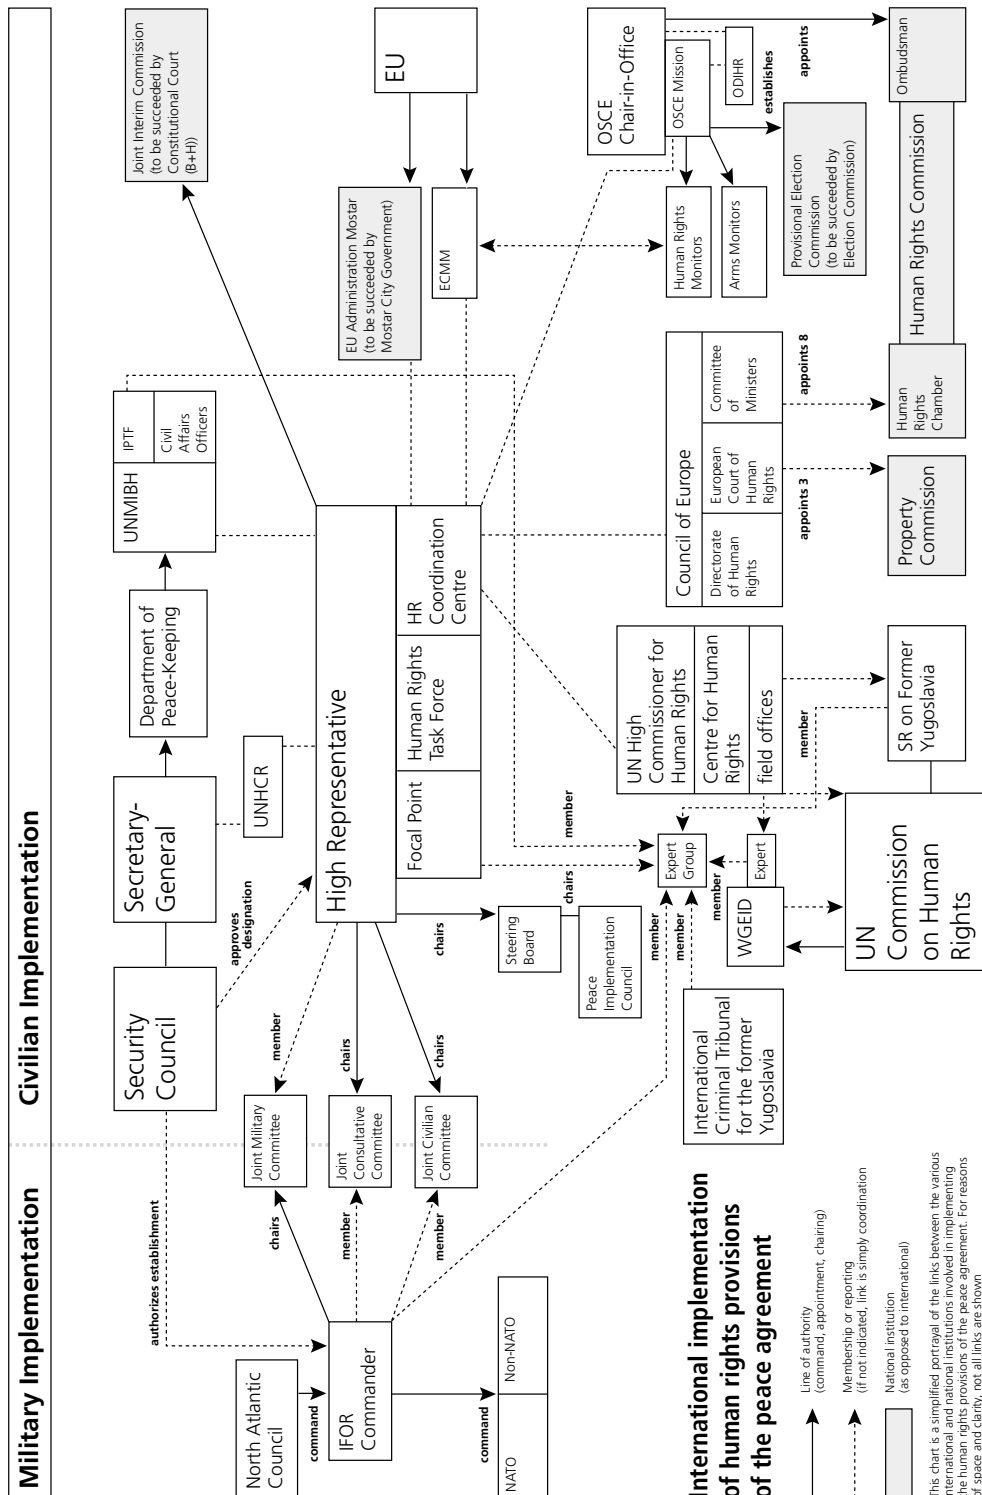 Military Implementation
Civilian Implementation
North Atlantic
Council
command
IFOR
Commander
command
NATO
Non-NATO
authorizes establishment
chairs
member
member
Joint Military
Committee
Joint
Consultative
Committee
Joint Civilian
Committee
member
chairs
chairs
Security
Council
approves
designation
Secretary-
General
UNHCR
Department of
Peace-Keeping
UNMIBH
IPTF
Civil
Affairs
Officers
Joint Interim Commission
(to be succeeded by
Constitutional Court
(B+H))
High Representative
Focal Point
Human Rights
Task Force
HR
Coordination
Centre
chairs
Steering
Board
chairs
Peace
Implementation
Council
EU
EU Administration Mostar
(to be succeeded by
Mostar City Government)
ECMM
OSCE
Chair-in-Office
OSCE Mission
ODIHR
establishes
appoints
Human Rights
Monitors
Arms Monitors
Provisional Election
Commission
(to be succeeded by
Election Commission)
Ombudsman
Human Rights Commission
Human
Rights
Chamber
Council of Europe
Directorate
of Human
Rights
European
Court of
Human
Rights
Committee
of
Ministers
appoints 3
appoints 8
Property
Commission
UN High
Commissioner for
Human Rights
Centre for Human
Rights
field offices
member
member
SR on Former
Yugoslavia
Expert
Group
Expert
member
member
member
WGEID
UN
Commission
on Human
Rights
International
Criminal Tribunal
for the former
Yugoslavia
International implementation
of human rights provisions
of the peace agreement
Line of authority
(command, appointment, chairing)
Membership or reporting
(if not indicated, link is simply coordination
National institution
(as opposed to international)
This chart is a simplified portrayal of the links between the various
international and national institutions involved in implementing
the human rights provisions of the peace agreement. For reasons
of space and clarity, not all links are shown